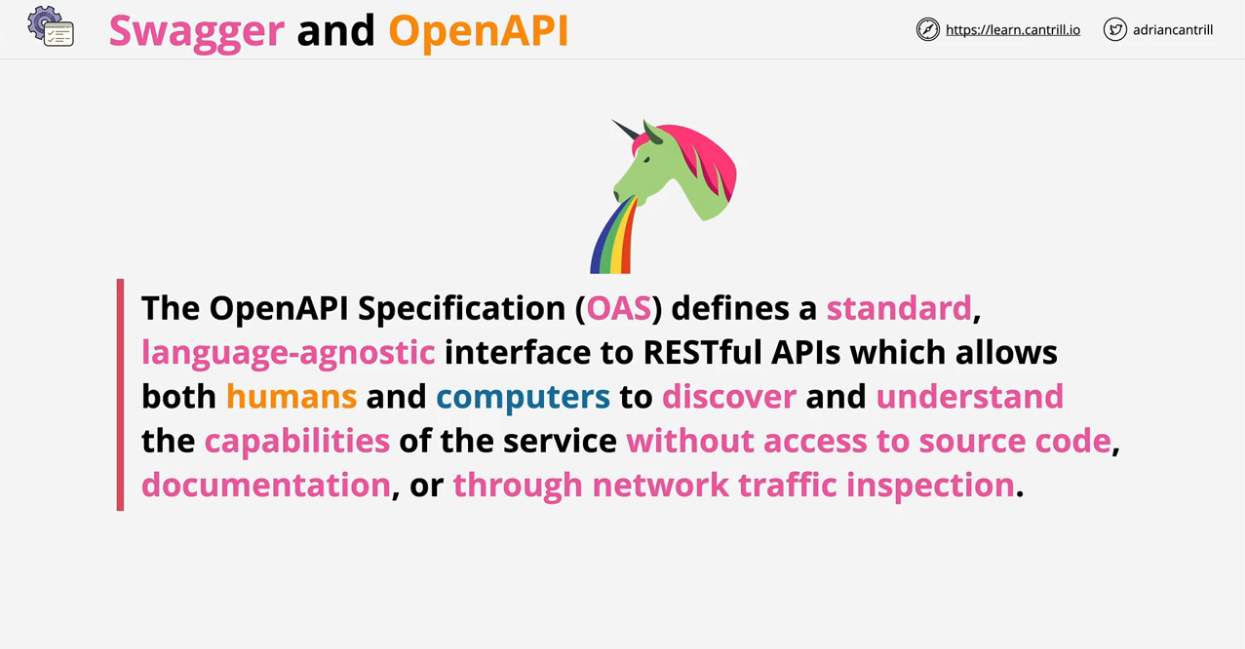 Swagger and OpenAPI
https://learn.cantrill.io
adriancantrill
The OpenAPI Specification (OAS) defines a standard,
language-agnostic interface to RESTful APIs which allows
both humans and computers to discover and understand
the capabilities of the service without access to source code,
documentation, or through network traffic inspection.